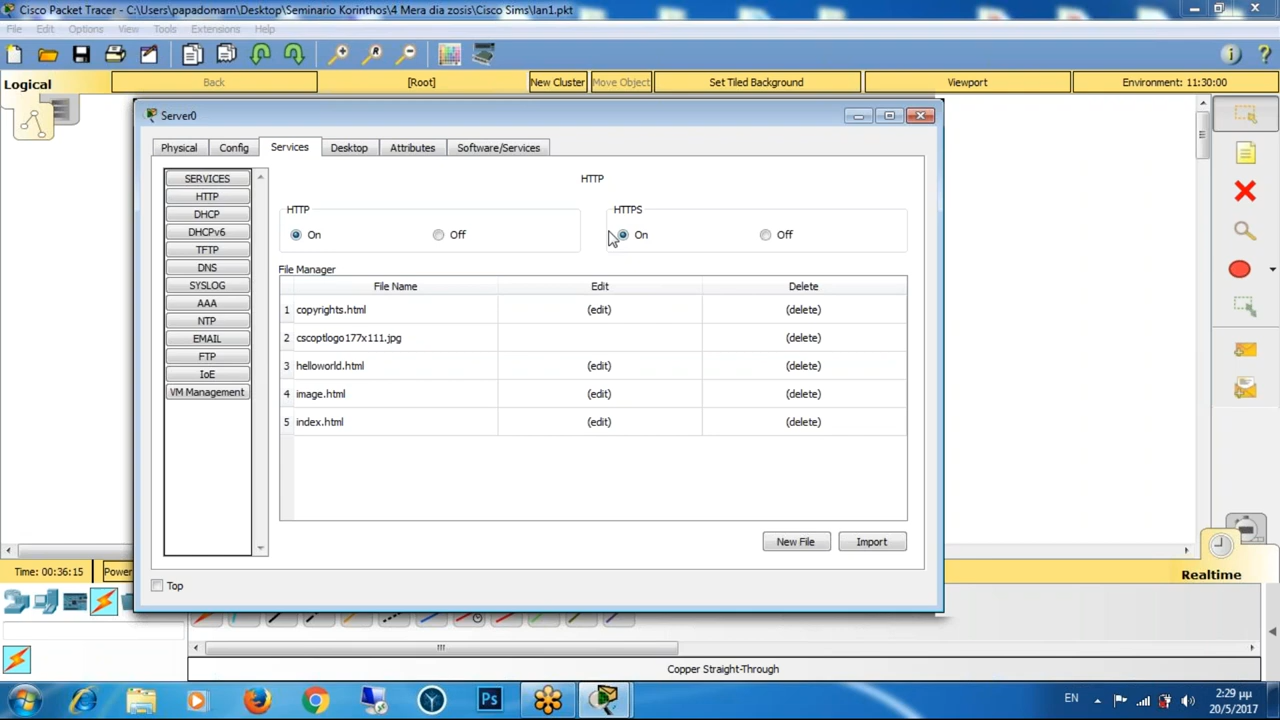 Cisco Packet Tracer - C:\Users\papadomarn\Desktop\Seminario Korinthos\4 Mera dia zosis\Cisco Sims\lan1.pkt
File Edit Options View Tools Extensions Help
Logical Back [Root] New Cluster Move Object Set Tiled Background Viewport Environment: 11:30:00
Server0
Physical Config Services Desktop Attributes Software/Services
SERVICES
HTTP
DHCP
DHCPv6
TFTP
DNS
SYSLOG
AAA
NTP
EMAIL
FTP
IoE
VM Management
HTTP
HTTP HTTPS
On Off On Off
File Manager
File Name Edit Delete
1 copyrights.html (edit) (delete)
2 cscoptlogo177x111.jpg (delete)
3 helloworld.html (edit) (delete)
4 image.html (edit) (delete)
5 index.html (edit) (delete)
New File Import
Top
Time: 00:36:15 Power Realtime
Copper Straight-Through
Ps EN 2:29 μμ
20/5/2017